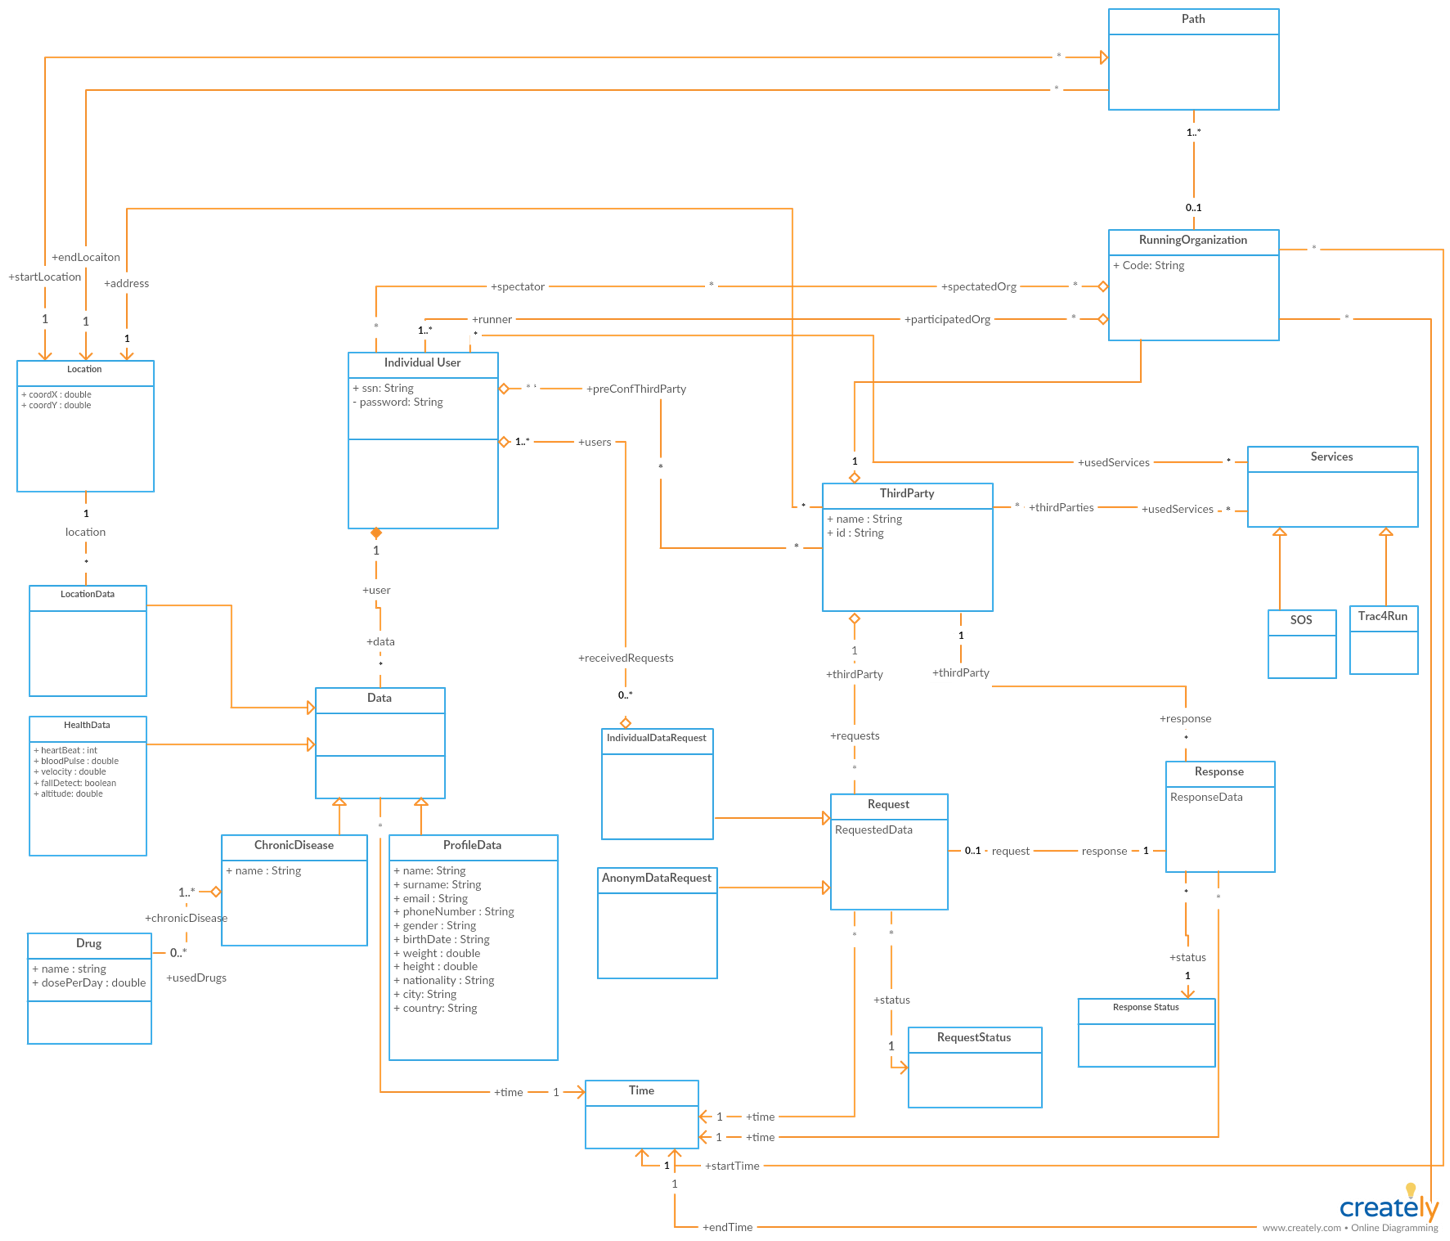 Path
*
*
1..*
0..1
+endLocaiton
+startLocation
+address
1
1
1
RunningOrganization
+ Code: String
*
*
+spectator
*
+spectatedOrg
*
*
+runner
+participatedOrg
*
1..*
*
Location
+ coordX : double
+ coordY : double
Individual User
+ ssn: String
- password: String
* *
+preConfThirdParty
1..*
+users
*
*
1
+usedServices
*
Services
ThirdParty
+ name : String
+ id : String
*
*
+thirdParties
+usedServices
*
1
location
*
LocationData
1
+user
+data
*
+receivedRequests
0..*
1
+thirdParty
+requests
*
1
+thirdParty
+response
*
SOS
Trac4Run
Data
HealthData
+ heartBeat : int
+ bloodPulse : double
+ velocity : double
+ fallDetect: boolean
+ altitude: double
IndividualDataRequest
Request
RequestedData
Response
ResponseData
0..1
request
response
1
*
ChronicDisease
+ name : String
ProfileData
+ name: String
+ surname: String
+ email : String
+ phoneNumber : String
+ gender : String
+ birthDate : String
+ weight : double
+ height : double
+ nationality : String
+ city: String
+ country: String
AnonymDataRequest
1..*
+chronicDisease
0..*
+usedDrugs
Drug
+ name : string
+ dosePerDay : double
*
*
+status
1
RequestStatus
*
*
+status
1
Response Status
+time
1
Time
1
+time
1
+time
1
+startTime
1
+endTime
creately
www.creately.com • Online Diagramming